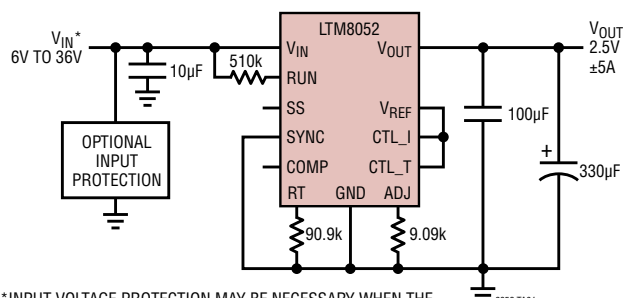 LTM8052
VIN*
6V TO 36V
10µF
510k
VIN
RUN
SS
SYNC
COMP
RT
GND
ADJ
VOUT
VREF
CTL_I
CTL_T
VOUT
2.5V
±5A
100µF
+
330µF
OPTIONAL
INPUT
PROTECTION
90.9k
9.09k
*INPUT VOLTAGE PROTECTION MAY BE NECESSARY WHEN THE